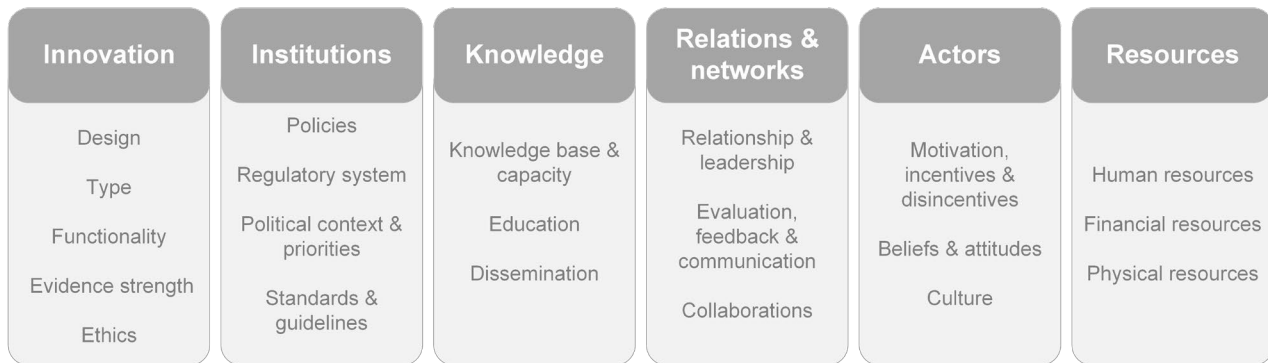 Innovation
Design
Type
Functionality
Evidence strength
Ethics
Institutions
Policies
Regulatory system
Political context &
priorities
Standards &
guidelines
Knowledge
Knowledge base &
capacity
Education
Dissemination
Relations &
networks
Relationship &
leadership
Evaluation,
feedback &
communication
Collaborations
Actors
Motivation,
incentives &
disincentives
Beliefs & attitudes
Culture
Resources
Human resources
Financial resources
Physical resources